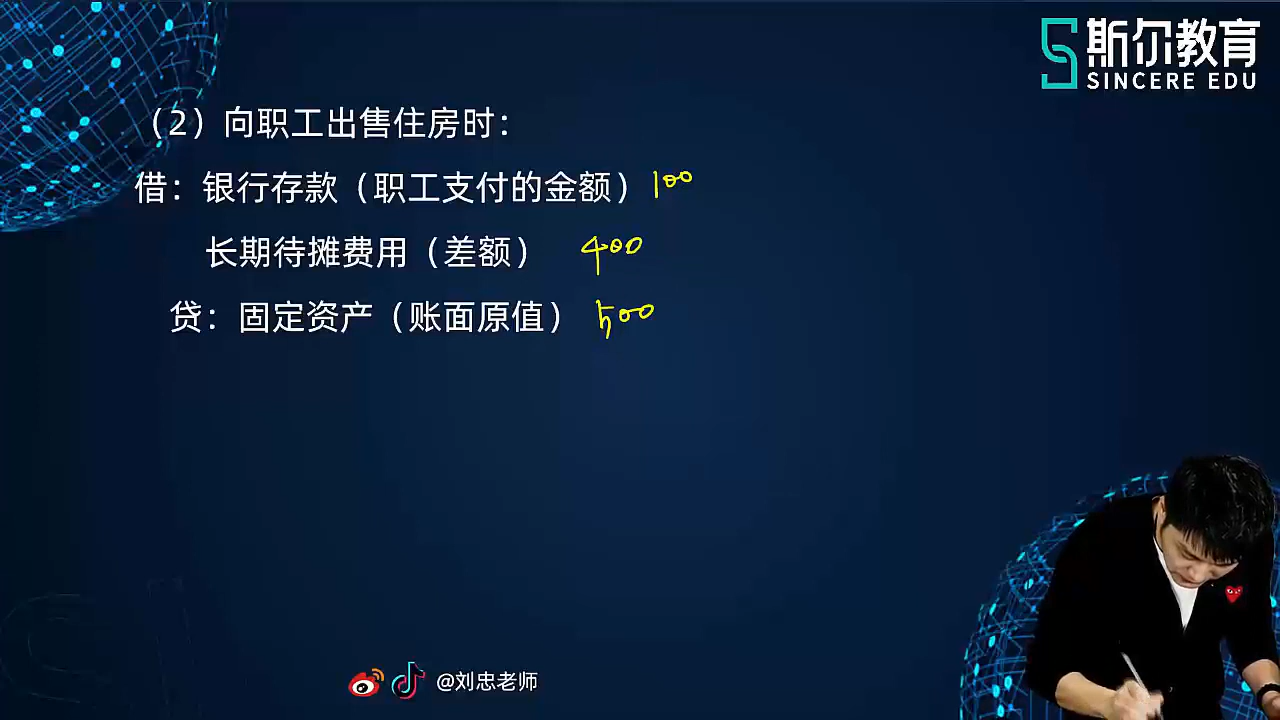 斯尔教育
SINCERE EDU
（2）向职工出售住房时：
借：银行存款（职工支付的金额）100
长期待摊费用（差额） 400
贷：固定资产（账面原值） 500
@刘忠老师